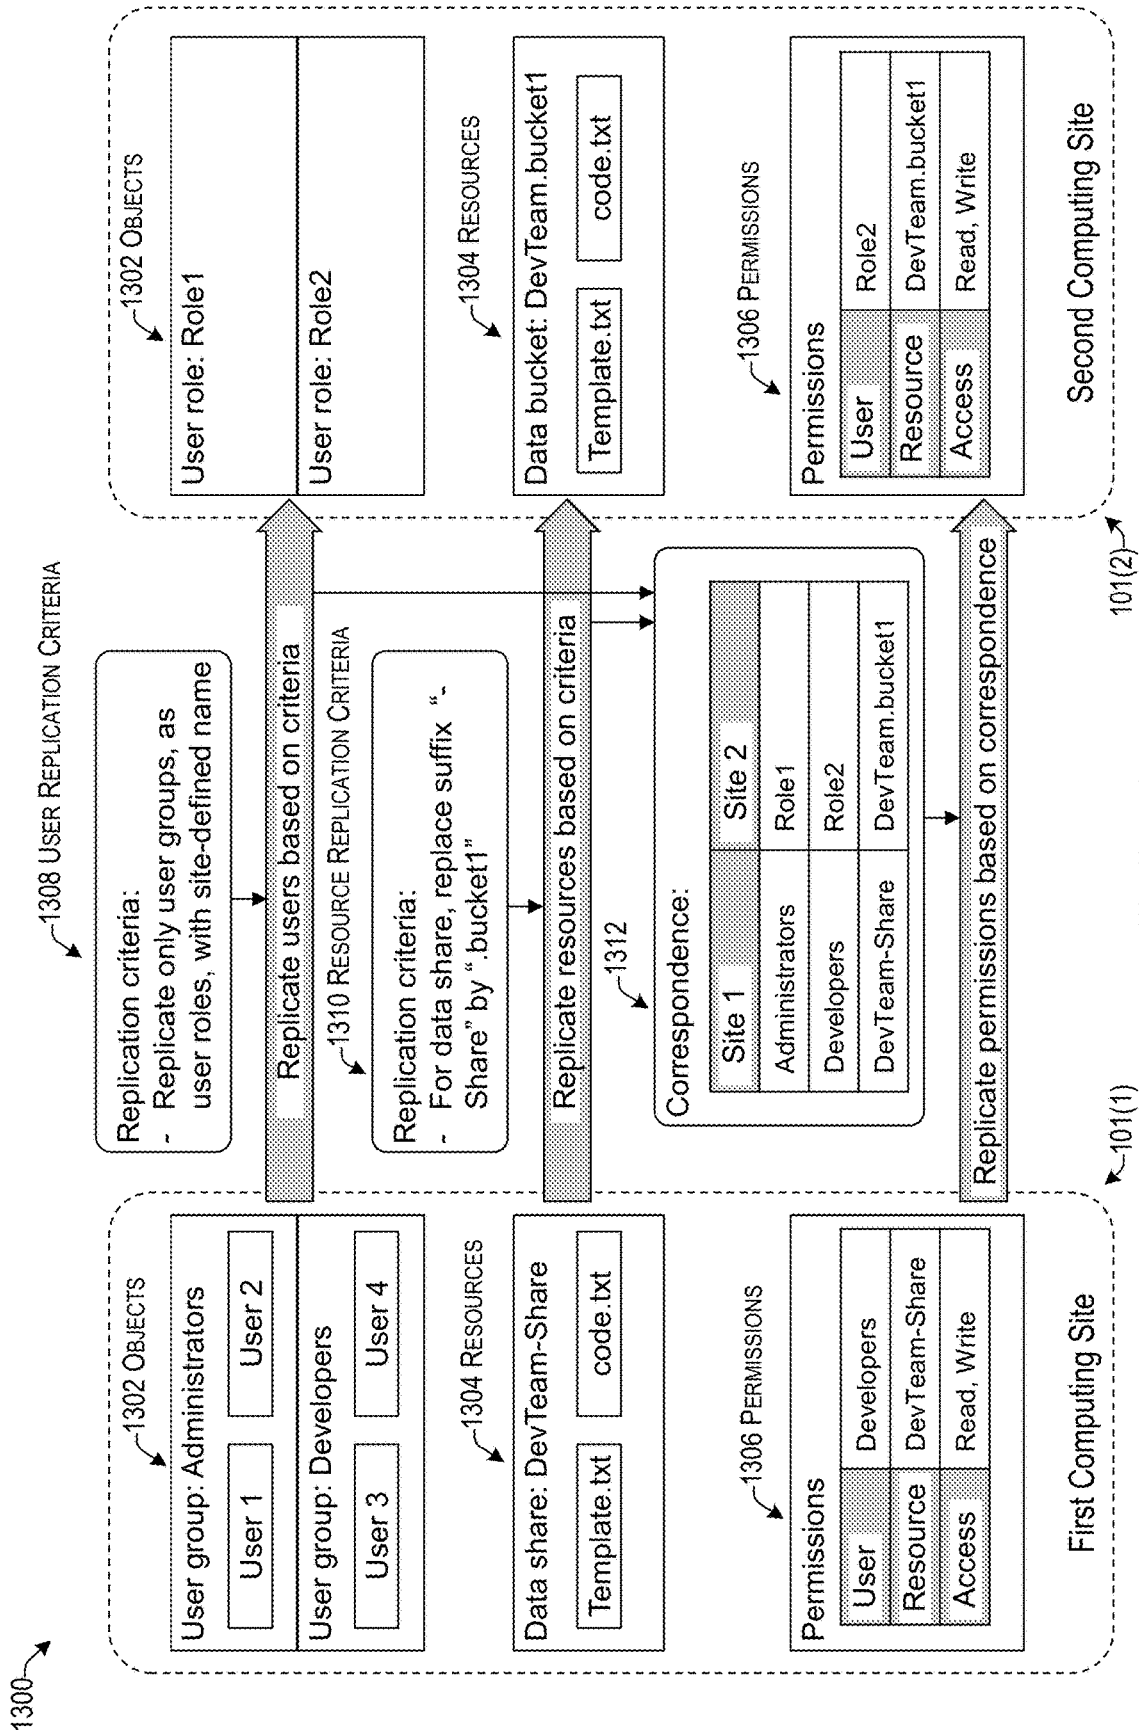 1300
1302 OBJECTS
User group: Administrators
User 1
User 2
User group: Developers
User 3
User 4
1304 RESOURCES
Data share: DevTeam-Share
Template.txt
code.txt
1306 PERMISSIONS
Permissions
User
Developers
Resource
DevTeam-Share
Access
Read, Write
First Computing Site
101(1)
1308 USER REPLICATION CRITERIA
Replication criteria:
- Replicate only user groups, as
user roles, with site-defined name
Replicate users based on criteria
1310 RESOURCE REPLICATION CRITERIA
Replication criteria:
- For data share, replace suffix “-
Share” by “.bucket1”
Replicate resources based on criteria
1312
Correspondence:
Site 1
Site 2
Administrators
Role1
Developers
Role2
DevTeam-Share
DevTeam.bucket1
Replicate permissions based on correspondence
1302 OBJECTS
User role: Role1
User role: Role2
1304 RESOURCES
Data bucket: DevTeam.bucket1
Template.txt
code.txt
1306 PERMISSIONS
Permissions
User
Role2
Resource
DevTeam.bucket1
Access
Read, Write
Second Computing Site
101(2)